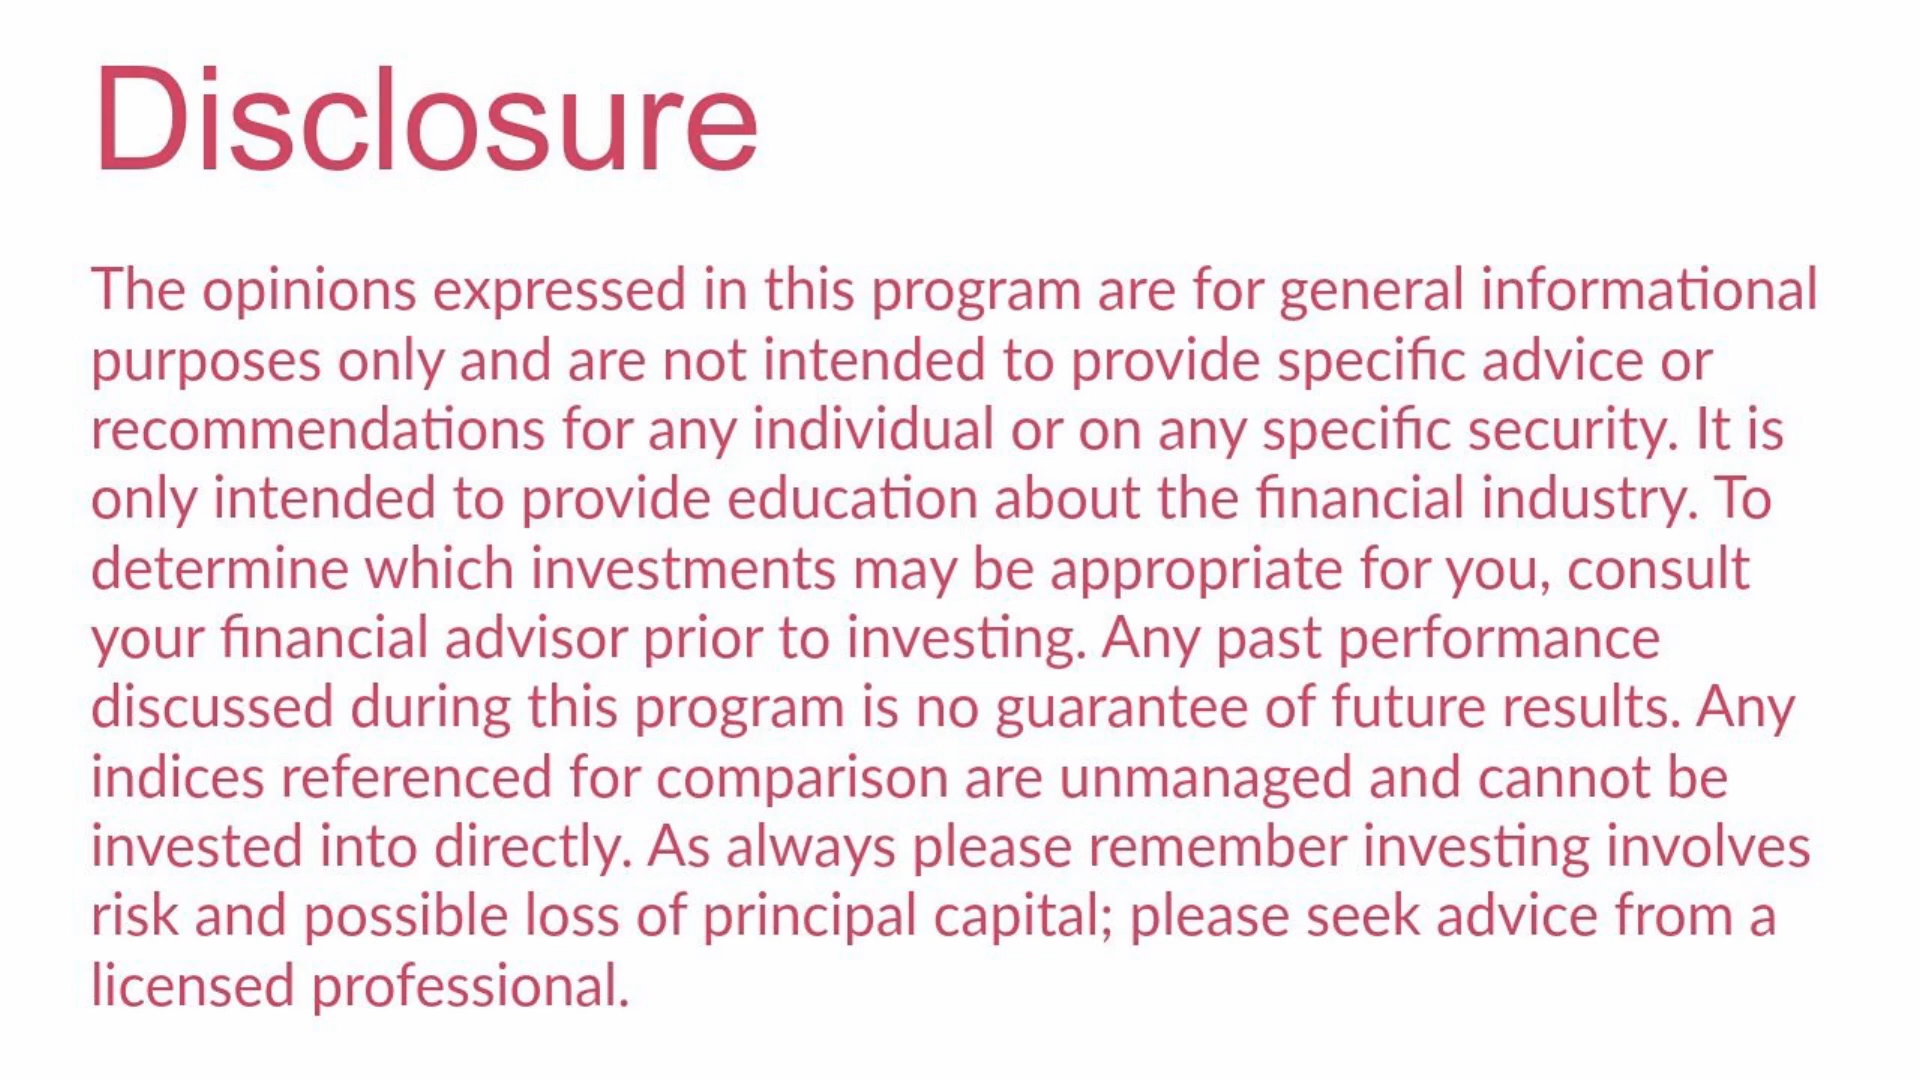 Disclosure
The opinions expressed in this program are for general informational
purposes only and are not intended to provide specific advice or
recommendations for any individual or on any specific security. It is
only intended to provide education about the financial industry. To
determine which investments may be appropriate for you, consult
your financial advisor prior to investing. Any past performance
discussed during this program is no guarantee of future results. Any
indices referenced for comparison are unmanaged and cannot be
invested into directly. As always please remember investing involves
risk and possible loss of principal capital; please seek advice from a
licensed professional.